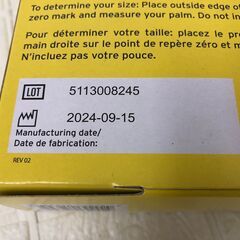 To determine your size: Place outside edge of
zero mark and measure your palm. Do not in
Pour déterminer votre taille: placez le
main droite sur le point de repère zéro et m
N'incluez pas votre pouce.
LOT 5113008245
2024-09-15
Manufacturing date/
Date de fabrication:
REV 02